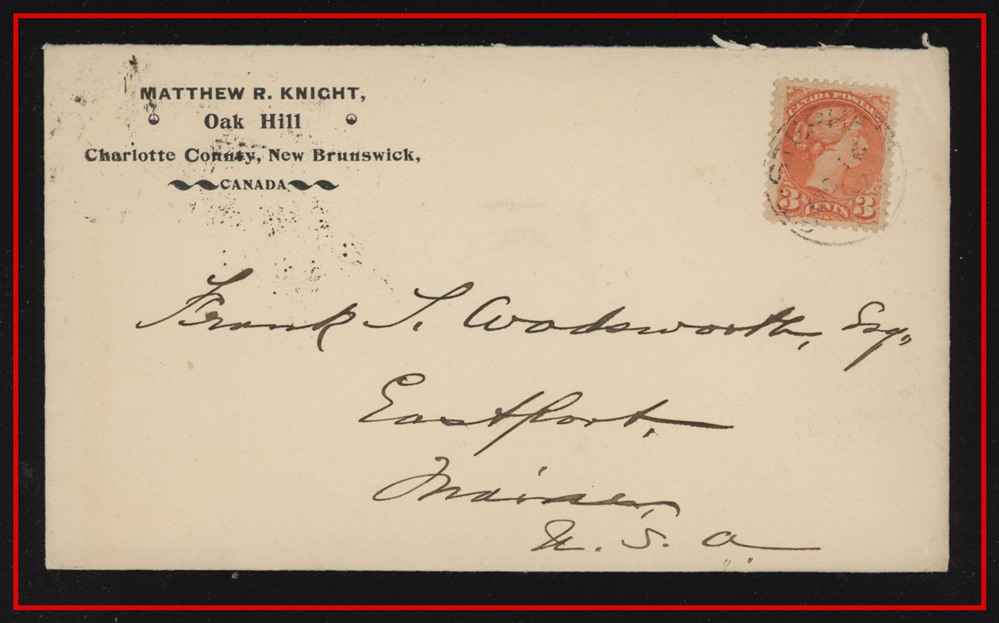 MATTHEW R. KNIGHT,
Oak Hill
Charlotte County, New Brunswick,
CANADA
CANADA POSTAGE
3 CENTS 3
Frank S. Wadsworth, Esq.,
Eastport,
Maine,
U. S. A.